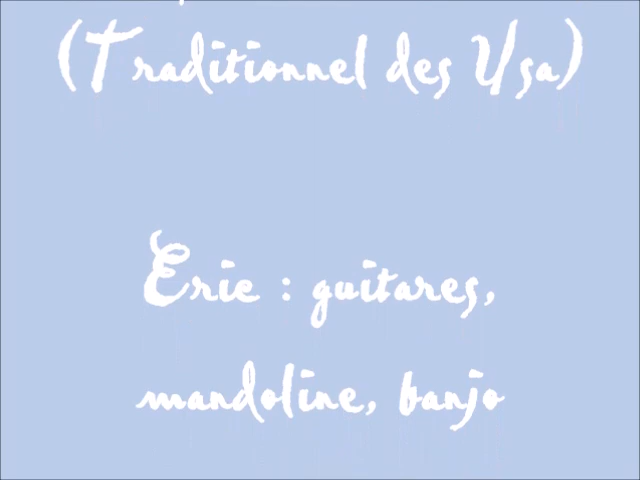 (Traditionnel des Usa)
Eric : guitares,
mandoline, banjo